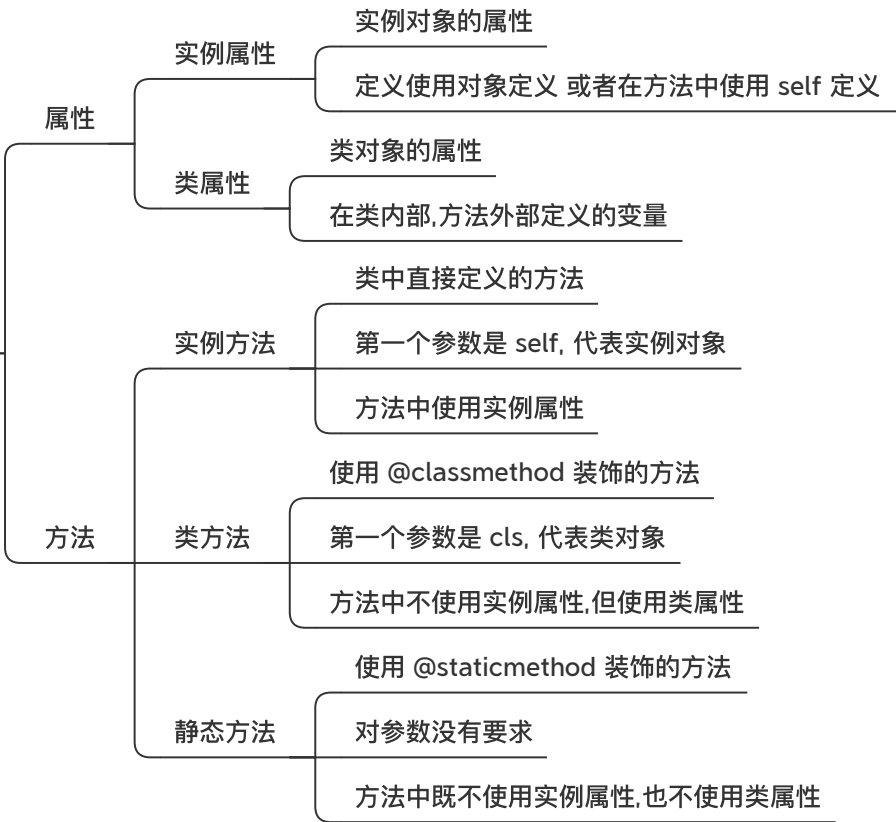 实例对象的属性
实例属性
定义使用对象定义 或者在方法中使用 self 定义
属性
类对象的属性
类属性
在类内部,方法外部定义的变量
类中直接定义的方法
实例方法
第一个参数是 self, 代表实例对象
方法中使用实例属性
使用 @classmethod 装饰的方法
方法
类方法
第一个参数是 cls, 代表类对象
方法中不使用实例属性,但使用类属性
使用 @staticmethod 装饰的方法
静态方法
对参数没有要求
方法中既不使用实例属性,也不使用类属性